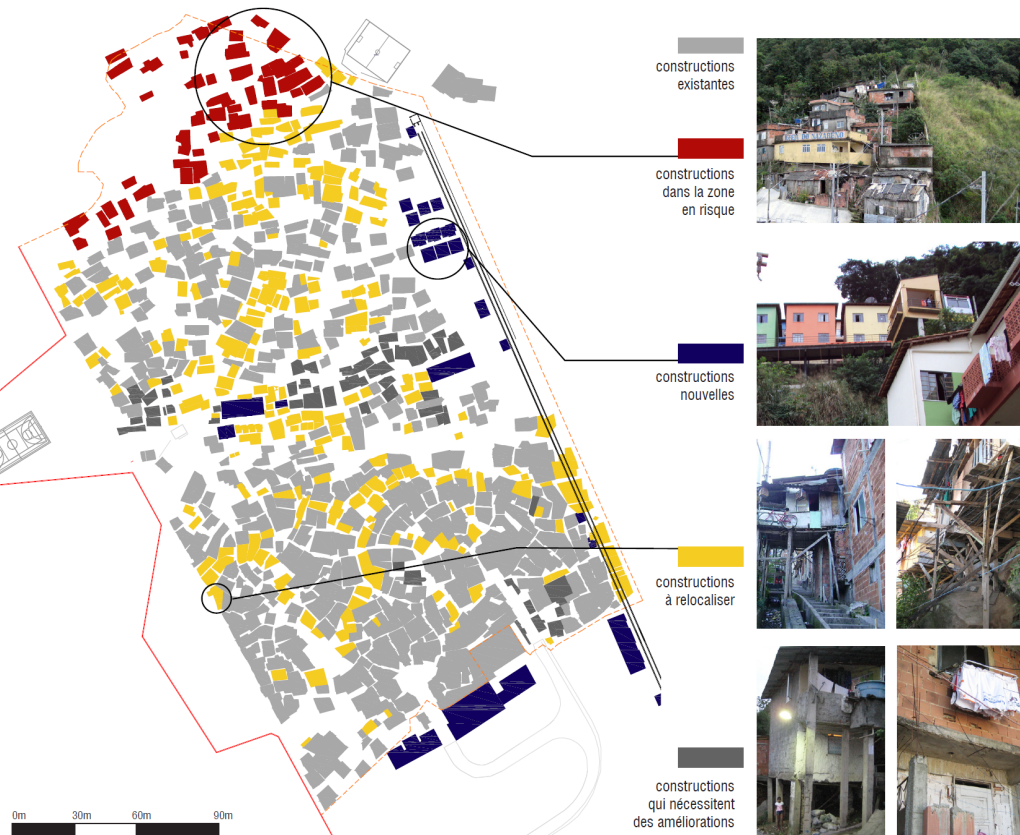 constructions
existantes
constructions
dans la zone
en risque
constructions
nouvelles
constructions
à relocaliser
constructions
qui nécessitent
des améliorations
0m 30m 60m 90m